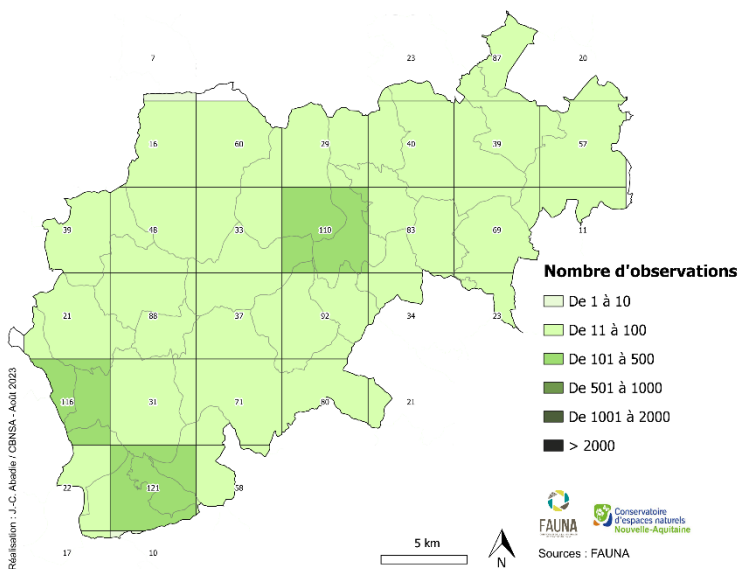 7
23
87
20
16
60
29
40
39
57
39
48
33
110
83
69
11
21
88
37
92
34
23
116
31
71
80
21
22
121
58
17
10
Nombre d'observations
De 1 à 10
De 11 à 100
De 101 à 500
De 501 à 1000
De 1001 à 2000
> 2000
Réalisation : J.-C. Abadie / CBNSA - Août 2023
5 km
N
FAUNA
Conservatoire
d'espaces naturels
Nouvelle-Aquitaine
Sources : FAUNA